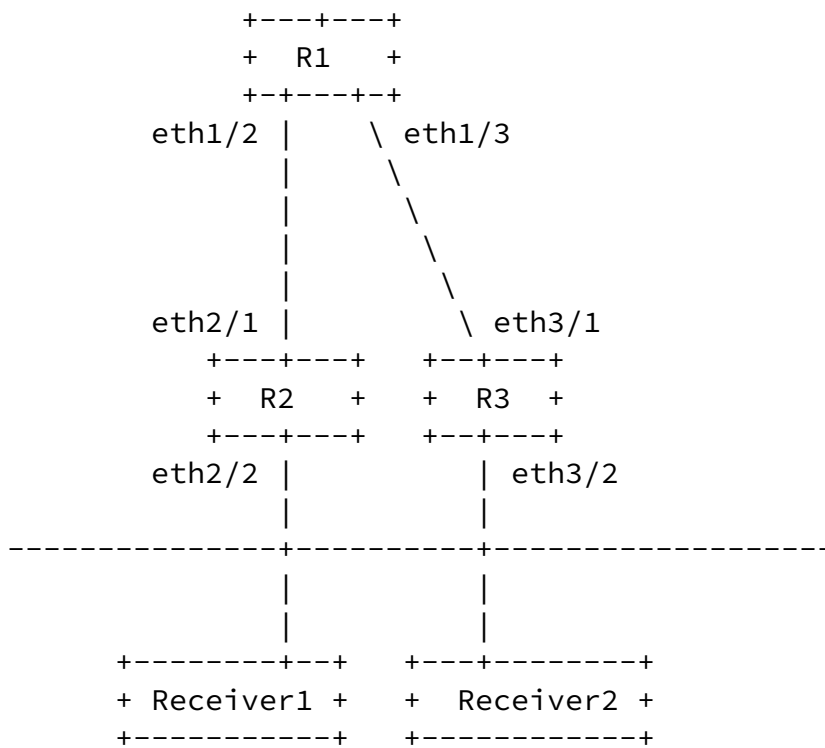 +---+---+
+  R1   +
+-+---+-+
eth1/2 |    \ eth1/3
|     \
|      \
|       \
|        \
eth2/1 |         \ eth3/1
+---+---+   +--+---+
+  R2   +   +  R3  +
+---+---+   +--+---+
eth2/2 |          | eth3/2
|          |
---------------+----------+-------------------
|          |
|          |
+--------+--+   +---+--------+
+ Receiver1 +   +  Receiver2 +
+-----------+   +------------+